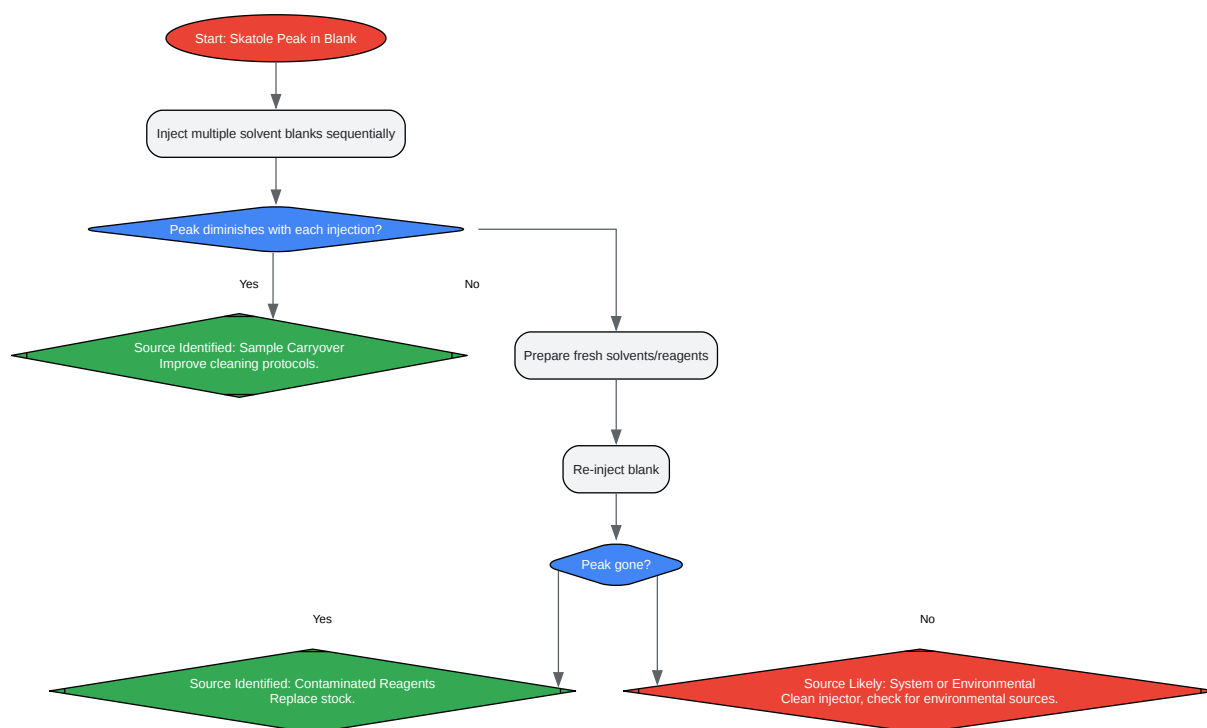 Start: Skatole Peak in Blank
Inject multiple solvent blanks sequentially
Peak diminishes with each injection?
Yes
No
Source Identified: Sample Carryover
Improve cleaning protocols.
Prepare fresh solvents/reagents
Re-inject blank
Peak gone?
Yes
No
Source Identified: Contaminated Reagents
Replace stock.
Source Likely: System or Environmental
Clean injector, check for environmental sources.